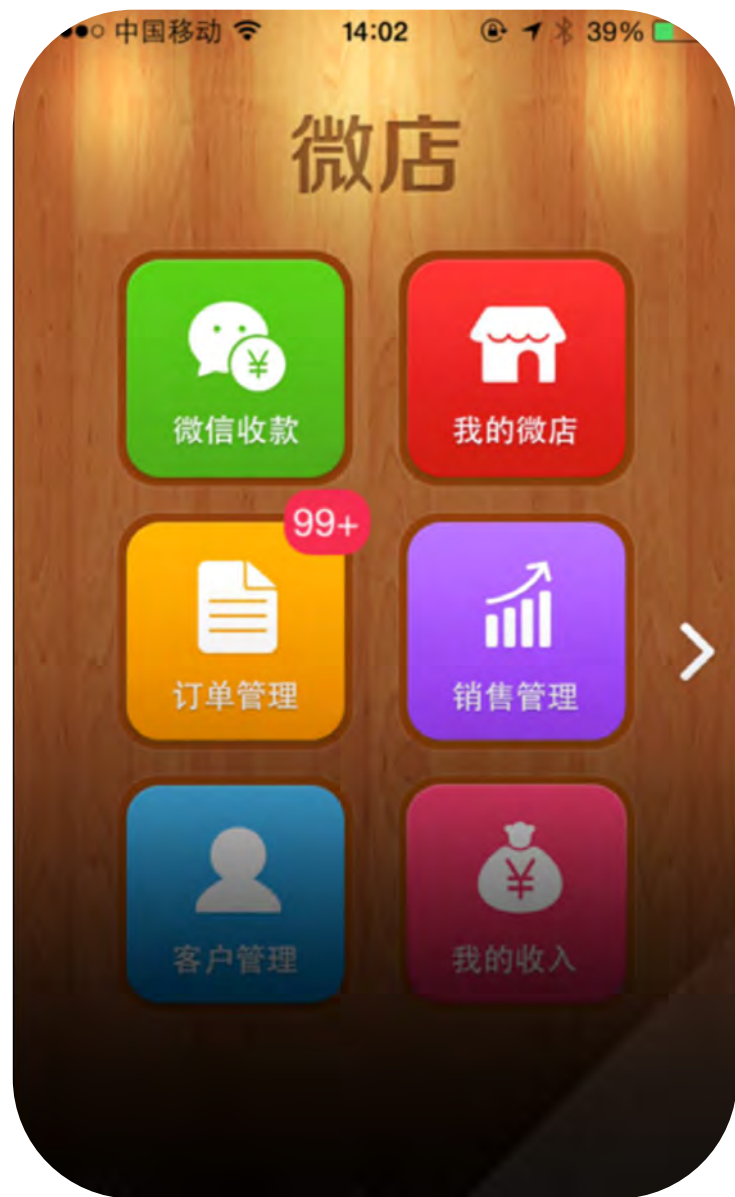 中国移动 14:02 39%
微店
微信收款 我的微店
99+
订单管理 销售管理
客户管理 我的收入